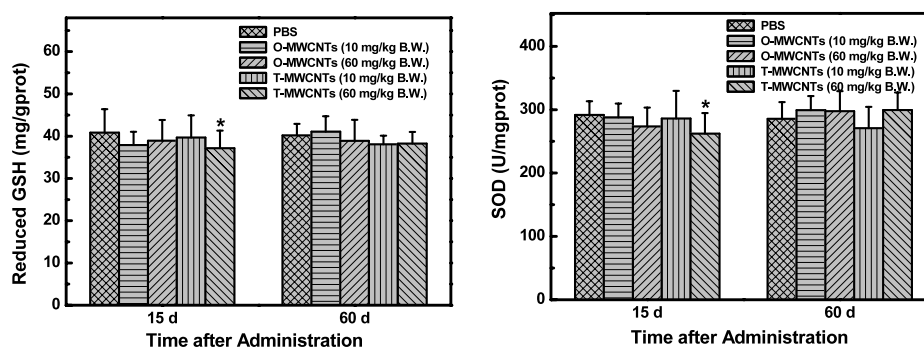 PBS
O-MWCNTs (10 mg/kg B.W.)
O-MWCNTs (60 mg/kg B.W.)
T-MWCNTs (10 mg/kg B.W.)
T-MWCNTs (60 mg/kg B.W.)
Reduced GSH (mg/gprot)
60
50
40
30
20
10
0
*
15 d
60 d
Time after Administration
PBS
O-MWCNTs (10 mg/kg B.W.)
O-MWCNTs (60 mg/kg B.W.)
T-MWCNTs (10 mg/kg B.W.)
T-MWCNTs (60 mg/kg B.W.)
SOD (U/mgprot)
400
300
200
100
0
*
15 d
60 d
Time after Administration